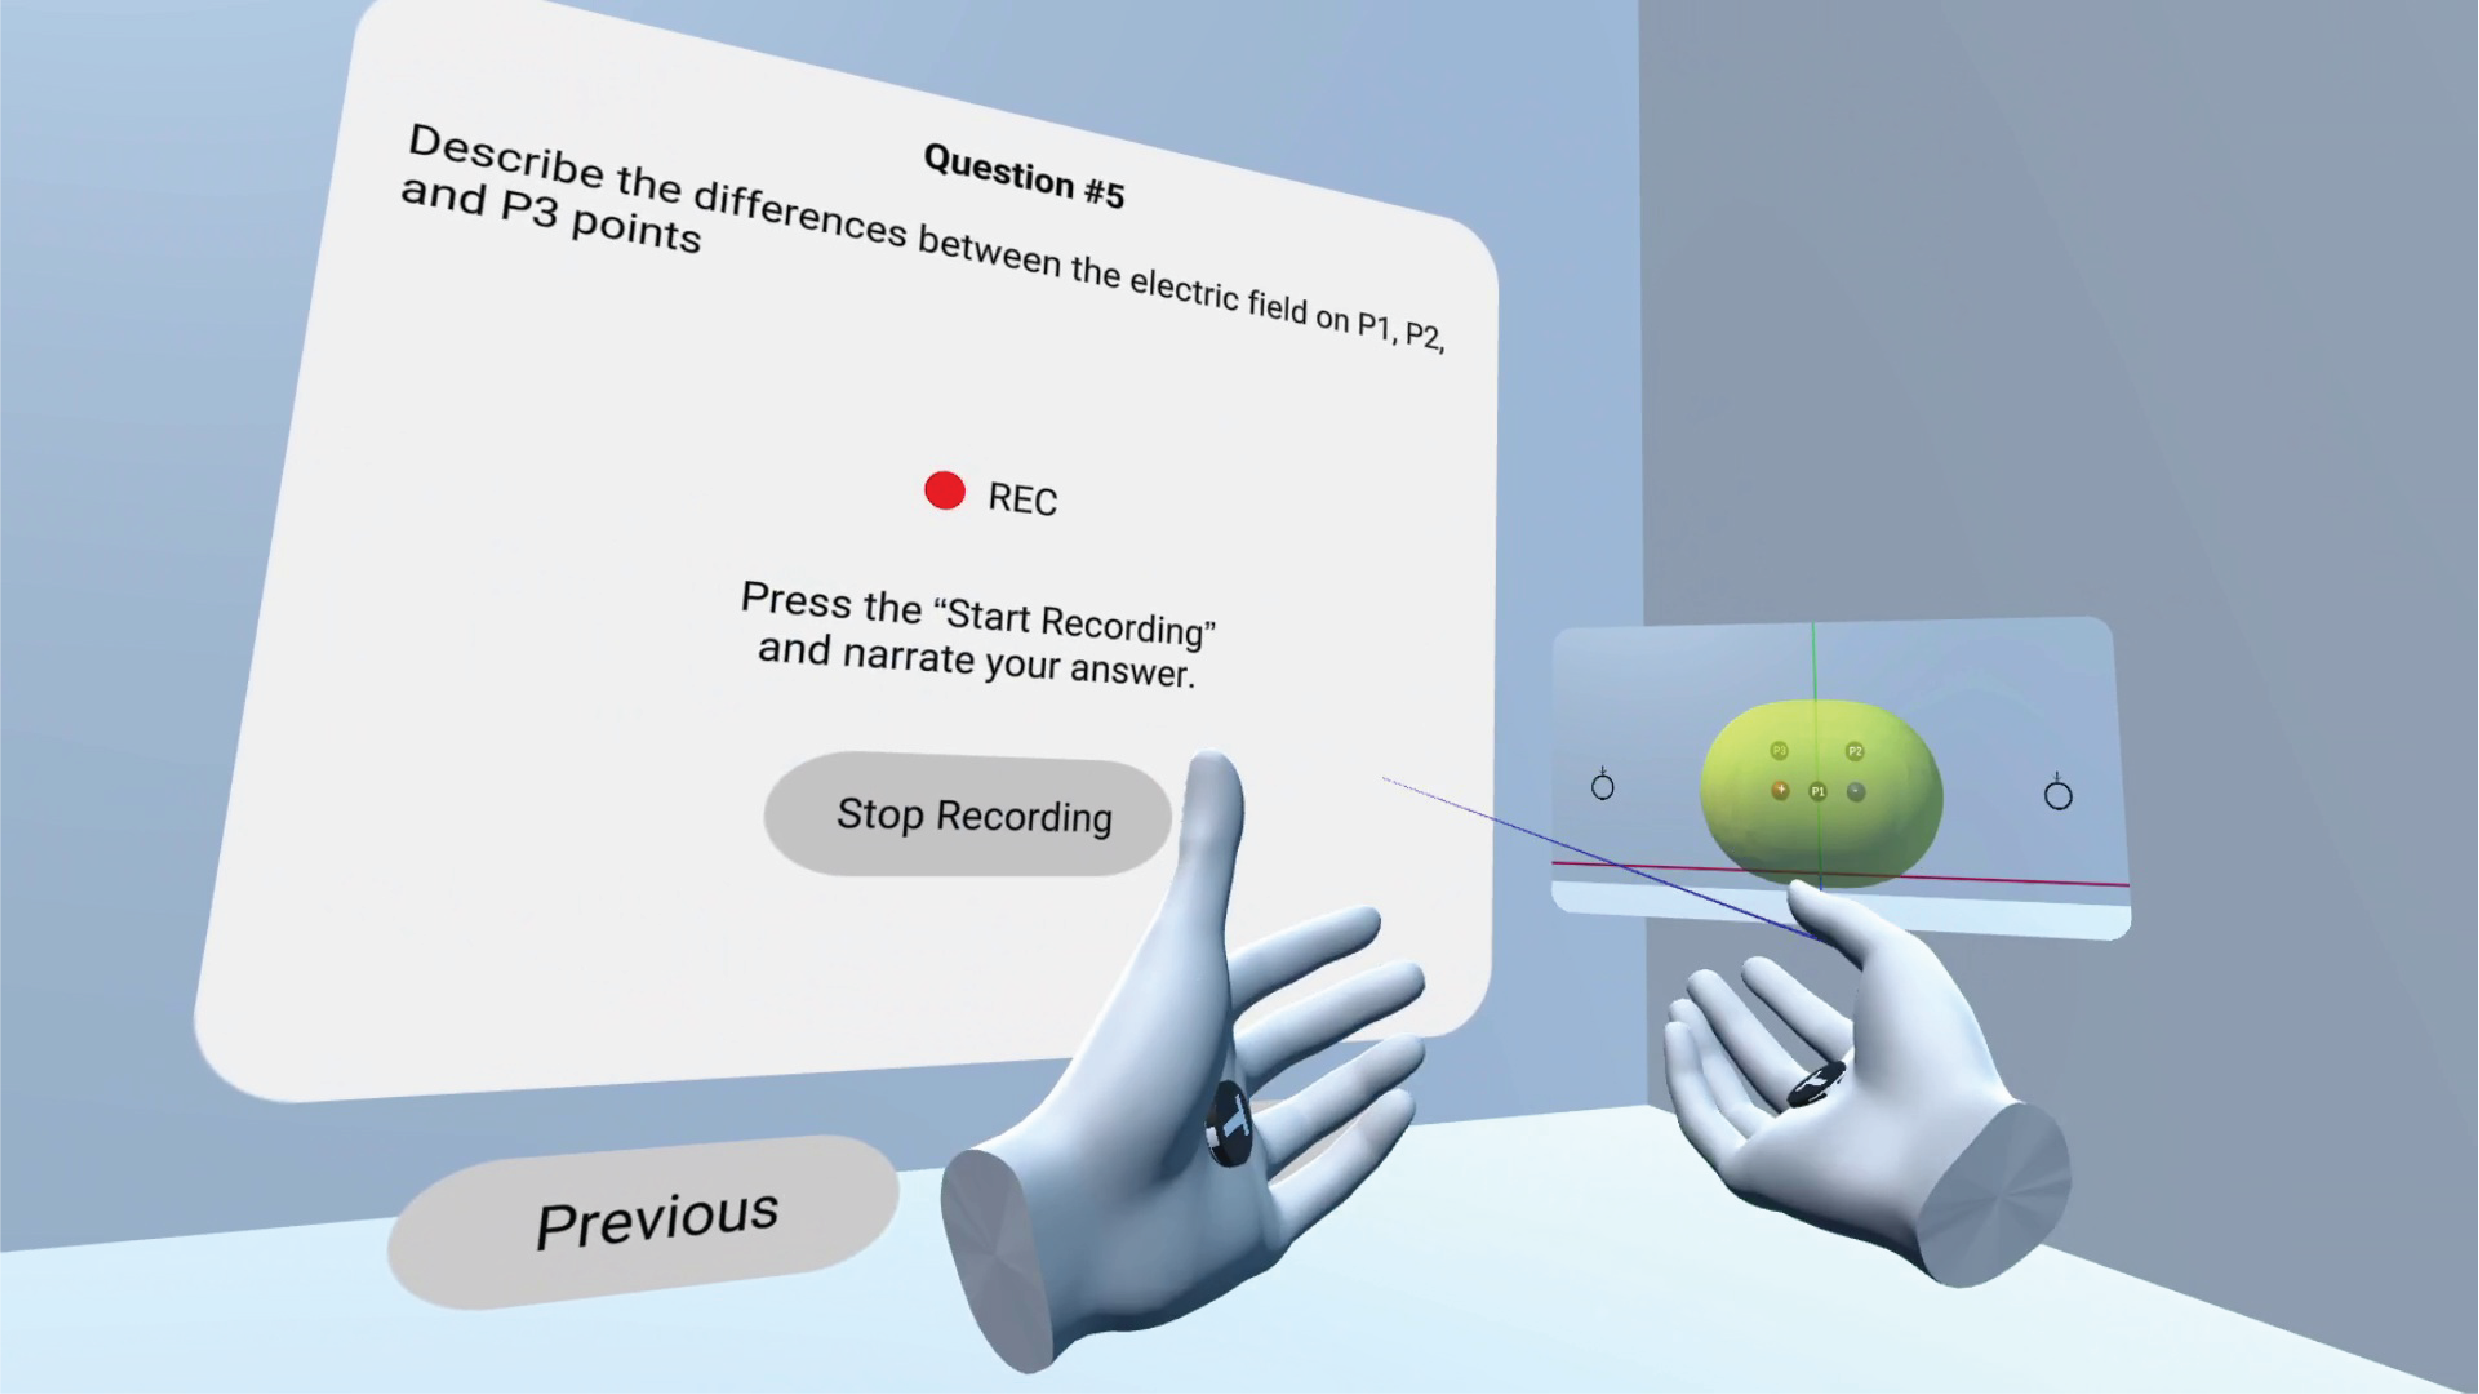 Question #5
Describe the differences between the electric field on P1, P2,
and P3 points
REC
Press the “Start Recording”
and narrate your answer.
Stop Recording
Previous
P3 P2
+ P1 -